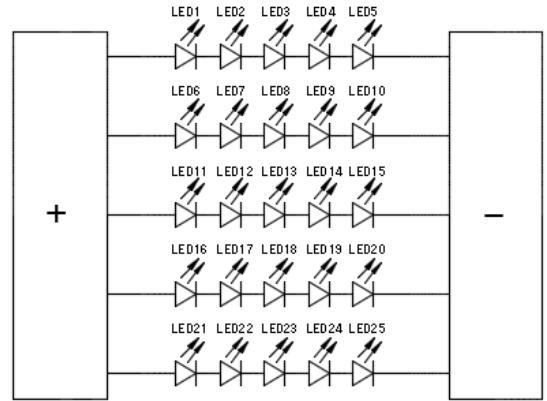 LED1 LED2 LED3 LED4 LED5
LED6 LED7 LED8 LED9 LED10
LED11 LED12 LED13 LED14 LED15
+ −
LED16 LED17 LED18 LED19 LED20
LED21 LED22 LED23 LED24 LED25